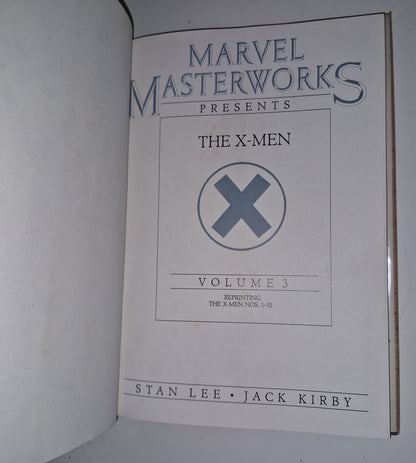 MARVEL
MASTERWORKS
PRESENTS
THE X-MEN
X
VOLUME 3
REPRINTING
THE X-MEN NOS. 1-10
STAN LEE • JACK KIRBY